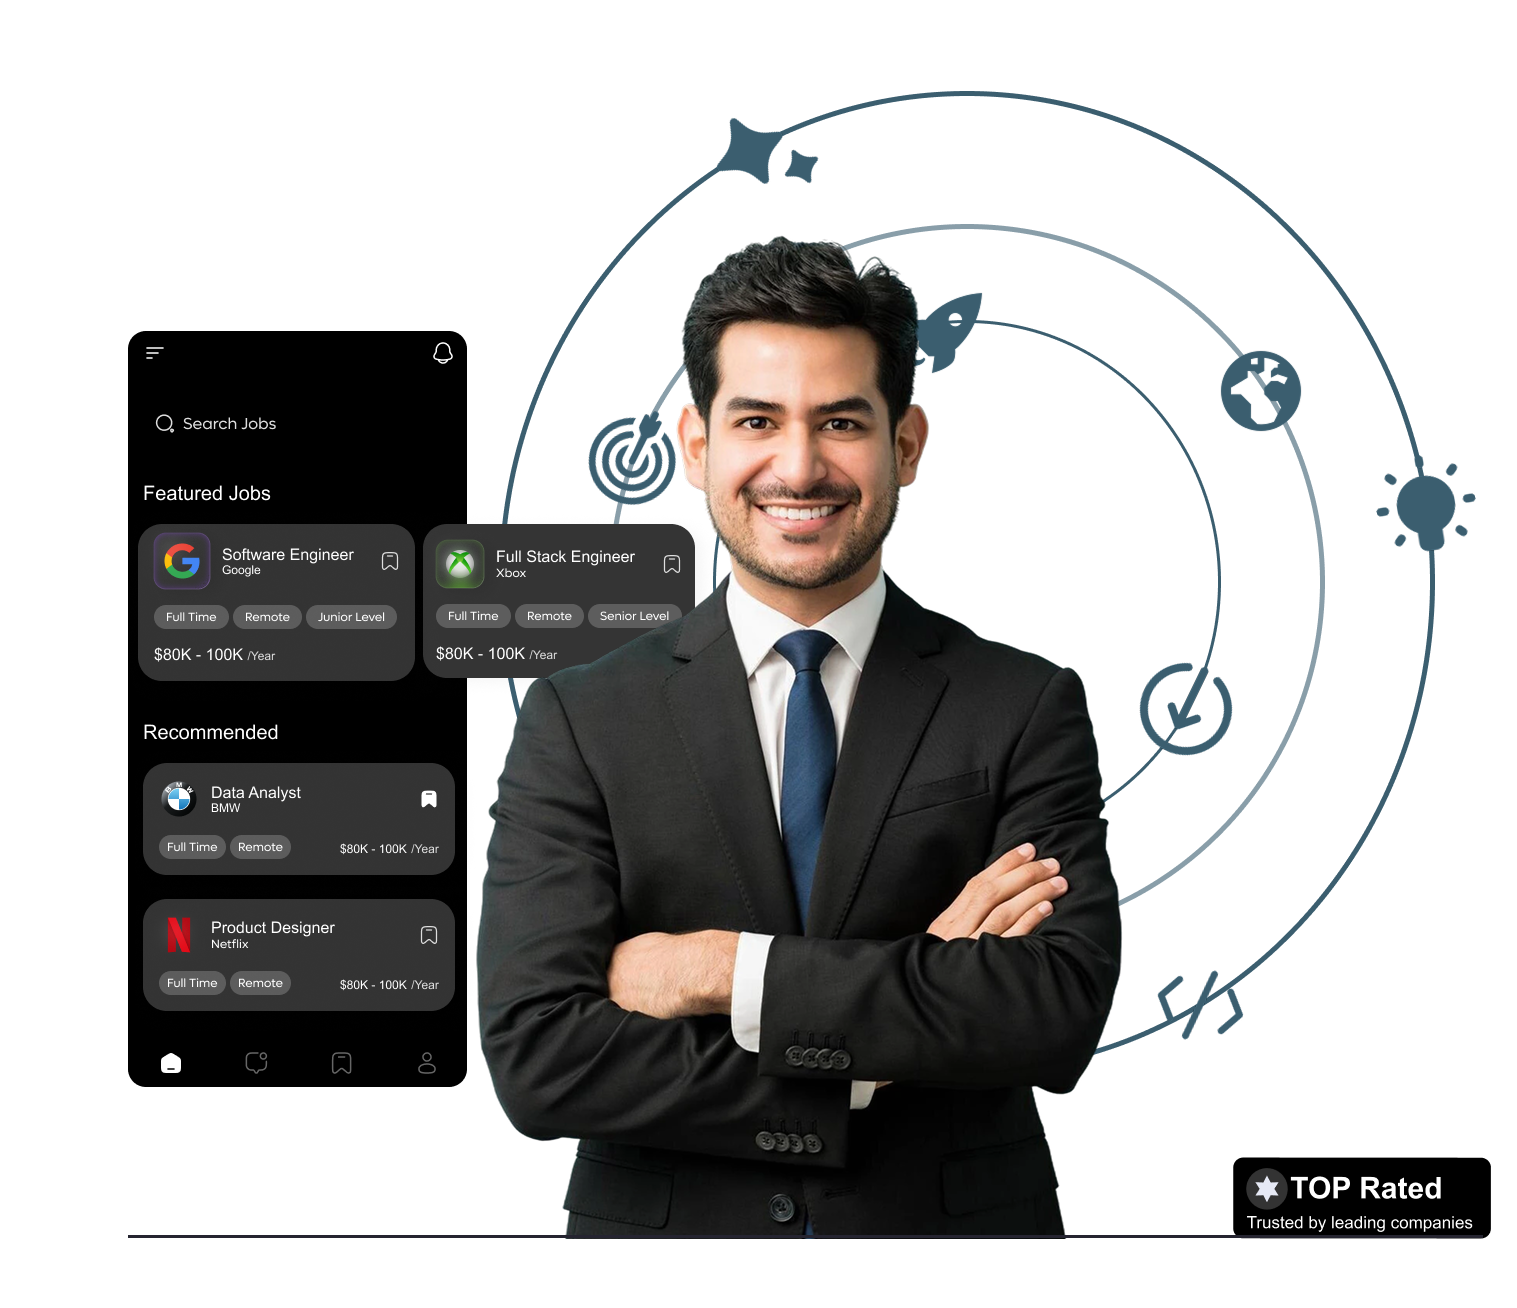 Search Jobs
Featured Jobs
Software Engineer
Google
Full Time Remote Junior Level
$80K - 100K /Year
Full Stack Engineer
Xbox
Full Time Remote Senior Level
$80K - 100K /Year
Recommended
Data Analyst
BMW
Full Time Remote $80K - 100K /Year
Product Designer
Netflix
Full Time Remote $80K - 100K /Year
TOP Rated
Trusted by leading companies